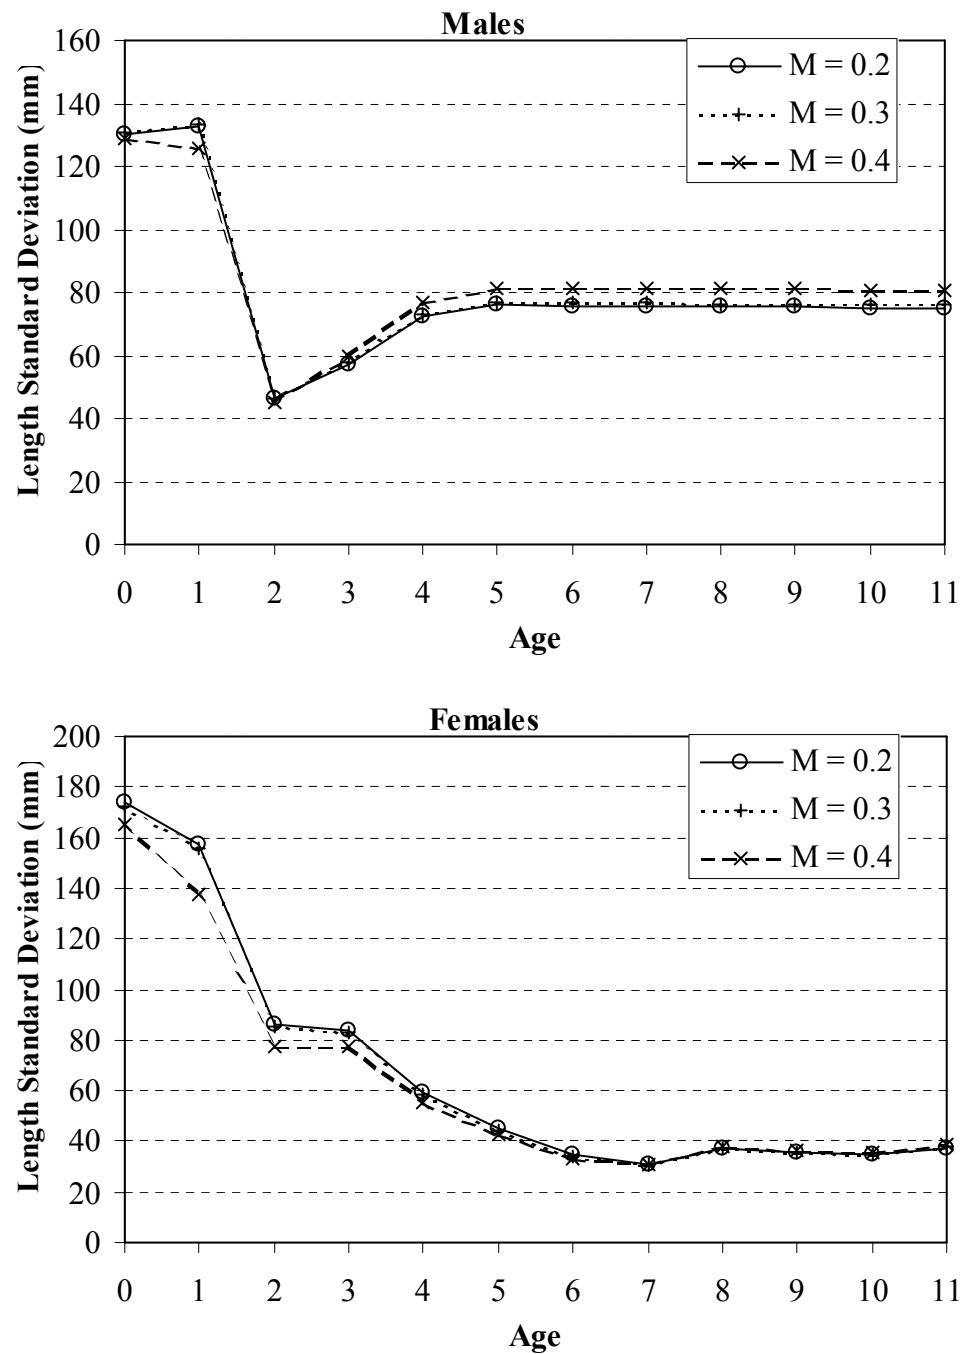 Males
160
140
120
100
80
60
40
20
0
Length Standard Deviation (mm)
M = 0.2
M = 0.3
M = 0.4
0 1 2 3 4 5 6 7 8 9 10 11
Age
Females
200
180
160
140
120
100
80
60
40
20
0
Length Standard Deviation (mm)
M = 0.2
M = 0.3
M = 0.4
0 1 2 3 4 5 6 7 8 9 10 11
Age